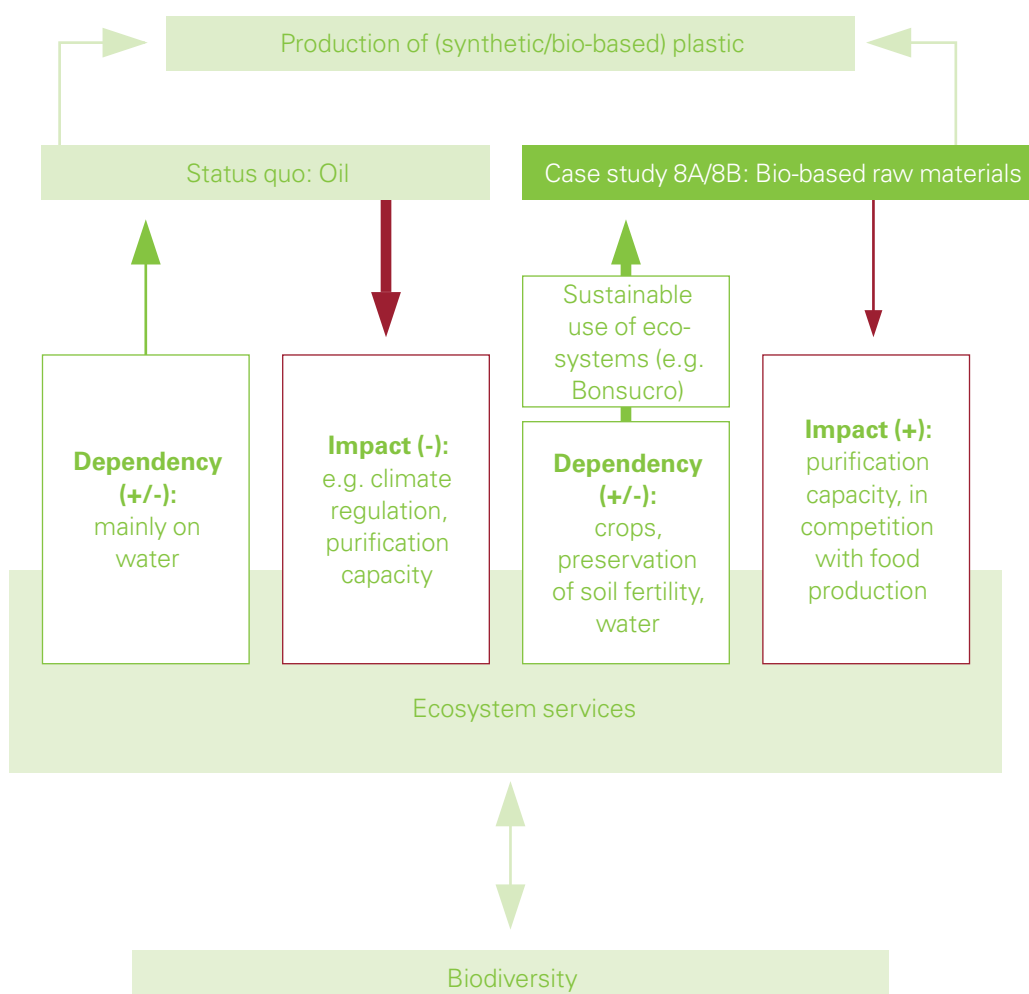 Production of (synthetic/bio-based) plastic
Status quo: Oil
Case study 8A/8B: Bio-based raw materials
Sustainable
use of eco-
systems (e.g.
Bonsucro)
Dependency
(+/-):
mainly on
water
Impact (-):
e.g. climate
regulation,
purification
capacity
Dependency
(+/-):
crops,
preservation
of soil fertility,
water
Impact (+):
purification
capacity, in
competition
with food
production
Ecosystem services
Biodiversity